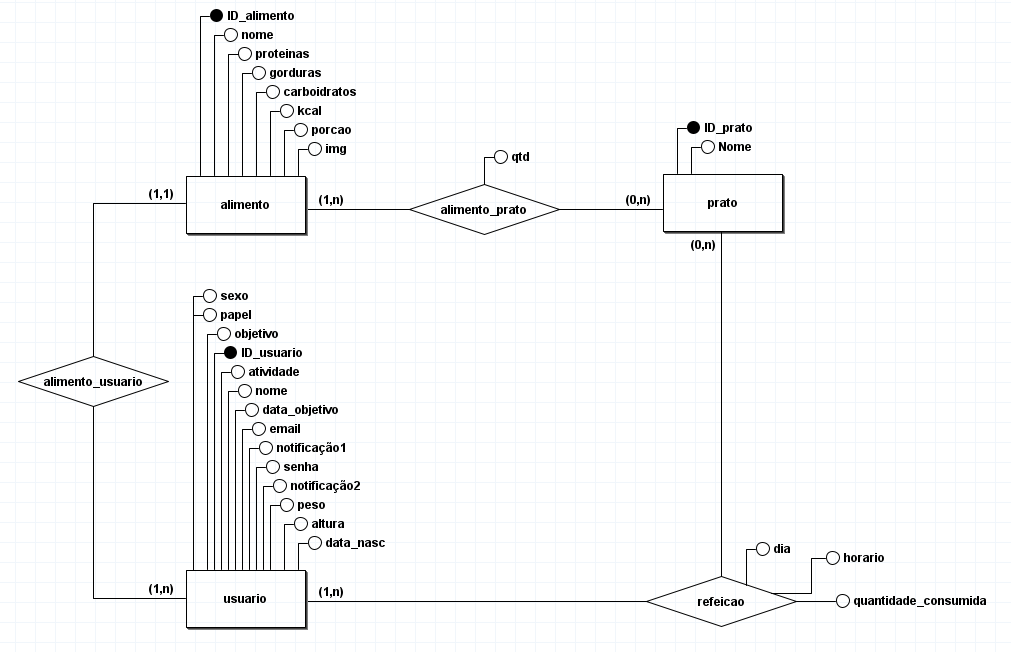 ID_alimento
nome
proteinas
gorduras
carboidratos
kcal
porcao
img
(1,1)
alimento
(1,n)
qtd
alimento_prato
(0,n)
ID_prato
Nome
prato
(0,n)
alimento_usuario
sexo
papel
objetivo
ID_usuario
atividade
nome
data_objetivo
email
notificação1
senha
notificação2
peso
altura
data_nasc
(1,n)
usuario
(1,n)
dia
horario
refeicao
quantidade_consumida